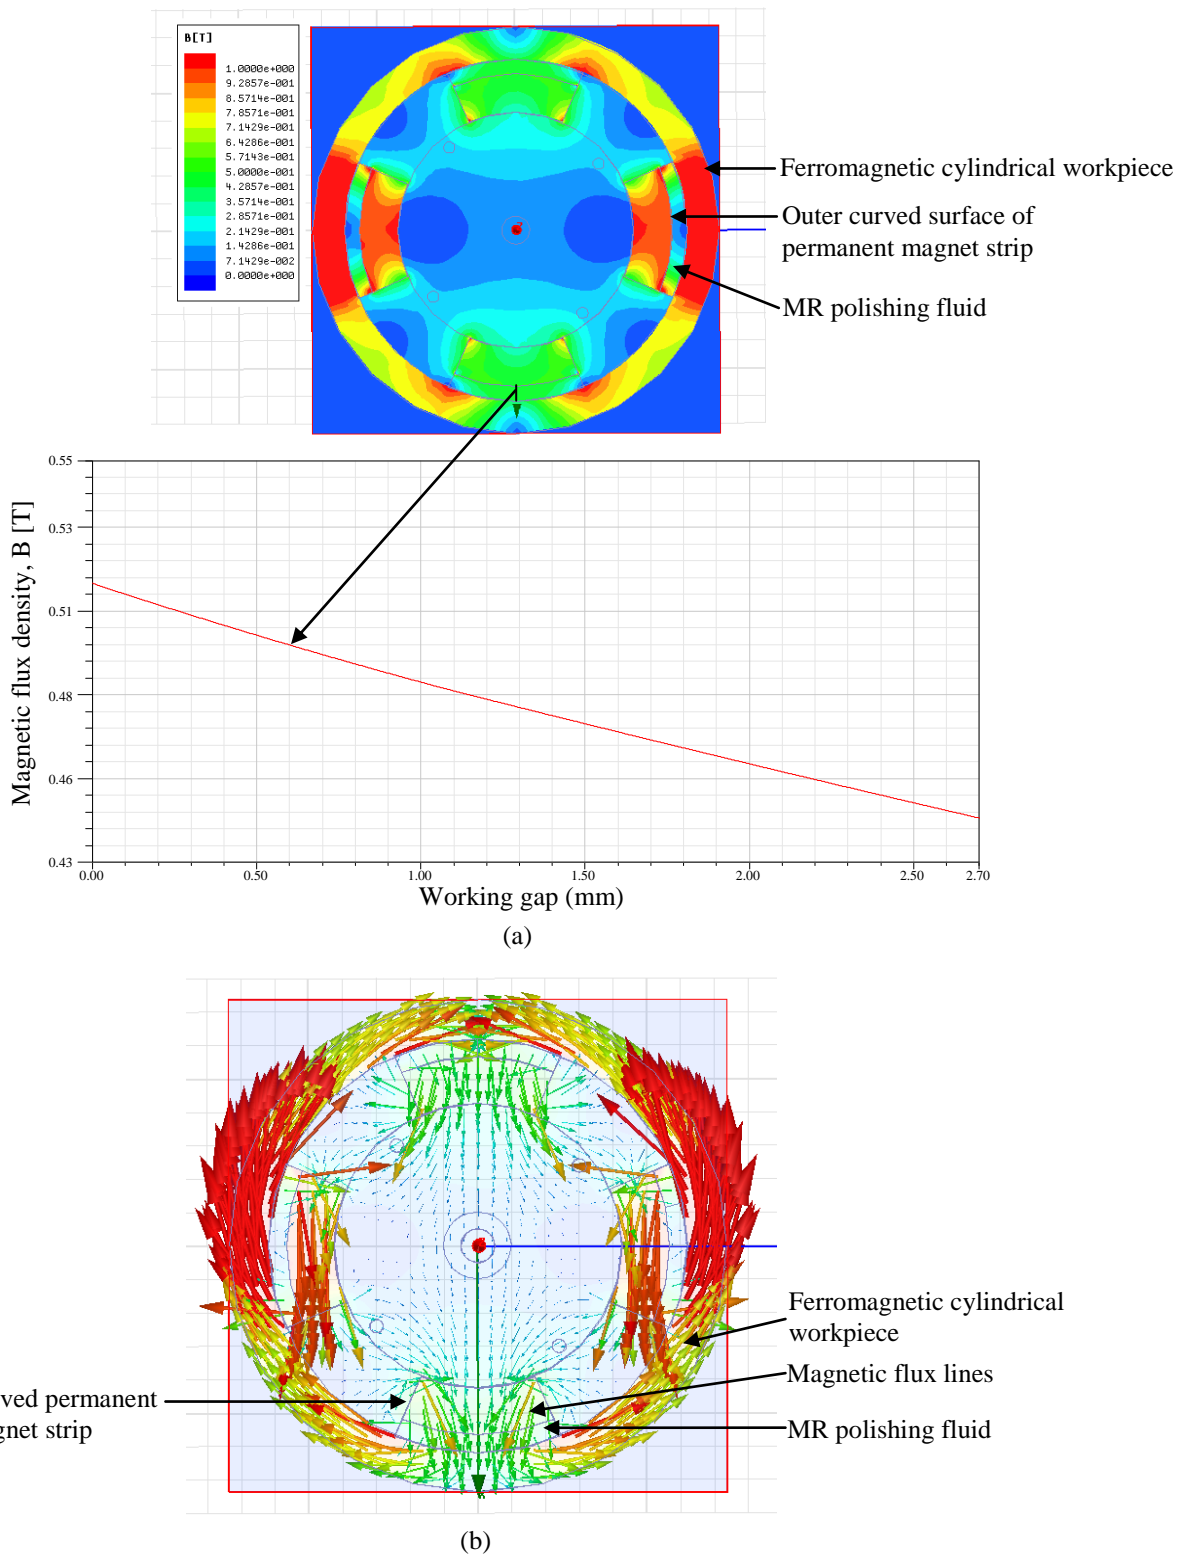 B[T]
1.0000e+000
9.2857e-001
8.5714e-001
7.8571e-001
7.1429e-001
6.4286e-001
5.7143e-001
5.0000e-001
4.2857e-001
3.5714e-001
2.8571e-001
2.1429e-001
1.4286e-001
7.1429e-002
0.0000e+000
Ferromagnetic cylindrical workpiece
Outer curved surface of
permanent magnet strip
MR polishing fluid
Magnetic flux density, B [T]
0.55
0.53
0.51
0.48
0.46
0.43
0.00
0.50
1.00
1.50
2.00
2.50
2.70
Working gap (mm)
(a)
Ferromagnetic cylindrical
workpiece
Magnetic flux lines
MR polishing fluid
ved permanent
gnet strip
(b)